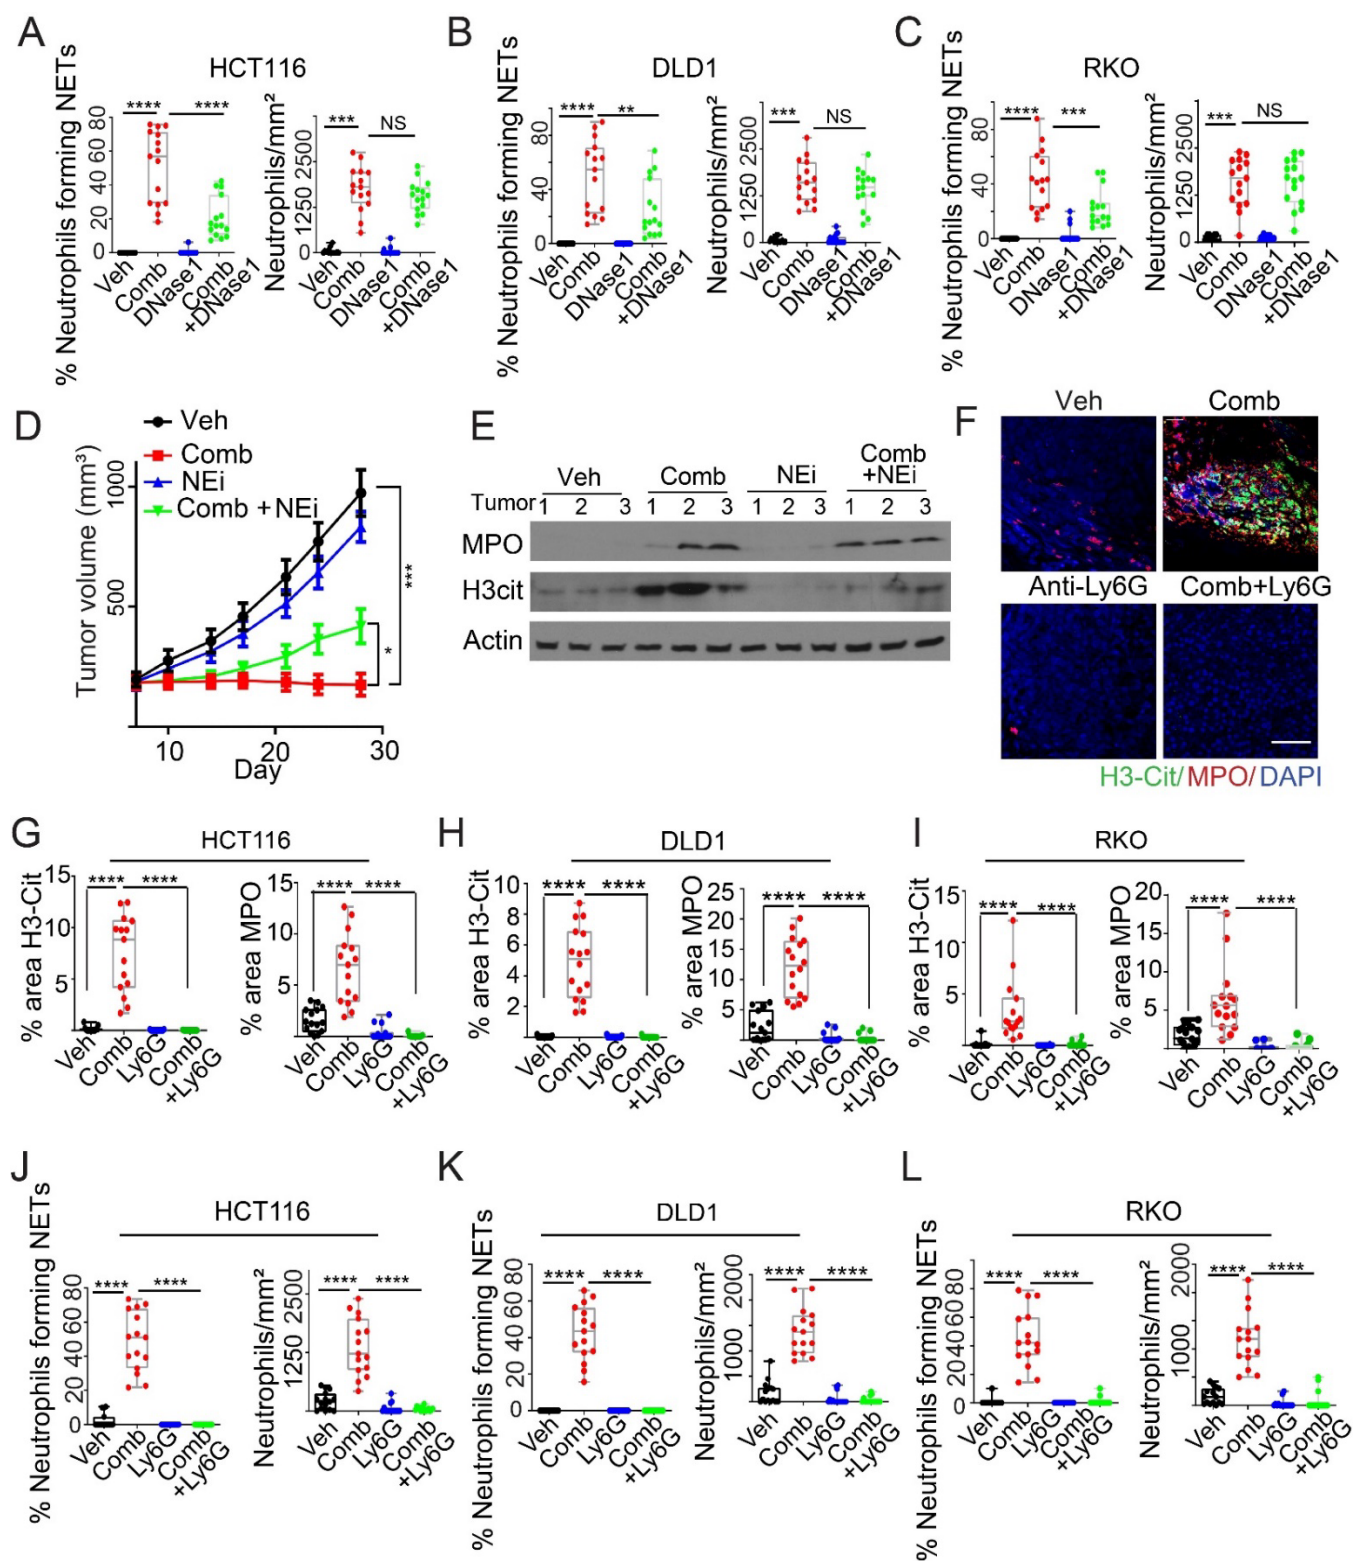 A
HCT116
% Neutrophils forming NETs
80
60
40
20
0
****
****
Veh
Comb
DNase1
Comb
+DNase1
Neutrophils/mm²
2500
1250
0
***
NS
Veh
Comb
DNase1
Comb
+DNase1
B
DLD1
% Neutrophils forming NETs
80
40
0
****
**
Veh
Comb
DNase1
Comb
+DNase1
Neutrophils/mm²
2500
1250
0
***
NS
Veh
Comb
DNase1
Comb
+DNase1
C
RKO
% Neutrophils forming NETs
80
40
0
****
***
Veh
Comb
DNase1
Comb
+DNase1
Neutrophils/mm²
2500
1250
0
***
NS
Veh
Comb
DNase1
Comb
+DNase1
D
Veh
Comb
NEi
Comb +NEi
Tumor volume (mm³)
1000
500
10
20
30
Day
***
*
E
Veh
Comb
NEi
Comb
+NEi
Tumor 1 2 3 1 2 3 1 2 3 1 2 3
MPO
H3cit
Actin
F
Veh
Comb
Anti-Ly6G
Comb+Ly6G
H3-Cit/MPO/DAPI
G
HCT116
% area H3-Cit
15
10
5
****
****
Veh
Comb
Ly6G
Comb
+Ly6G
% area MPO
15
10
5
0
****
****
Veh
Comb
Ly6G
Comb
+Ly6G
H
DLD1
% area H3-Cit
10
8
6
4
2
0
****
****
Veh
Comb
Ly6G
Comb
+Ly6G
% area MPO
25
20
15
10
5
0
****
****
Veh
Comb
Ly6G
Comb
+Ly6G
I
RKO
% area H3-Cit
15
10
5
0
****
****
Veh
Comb
Ly6G
Comb
+Ly6G
% area MPO
20
15
10
5
0
****
****
Veh
Comb
Ly6G
Comb
+Ly6G
J
HCT116
% Neutrophils forming NETs
80
60
40
20
0
****
****
Veh
Comb
Ly6G
Comb
+Ly6G
Neutrophils/mm²
2500
1250
0
****
****
Veh
Comb
Ly6G
Comb
+Ly6G
K
DLD1
% Neutrophils forming NETs
80
60
40
20
0
****
****
Veh
Comb
Ly6G
Comb
+Ly6G
Neutrophils/mm²
2000
1000
0
****
****
Veh
Comb
Ly6G
Comb
+Ly6G
L
RKO
% Neutrophils forming NETs
80
60
40
20
0
****
****
Veh
Comb
Ly6G
Comb
+Ly6G
Neutrophils/mm²
2000
1000
0
****
****
Veh
Comb
Ly6G
Comb
+Ly6G